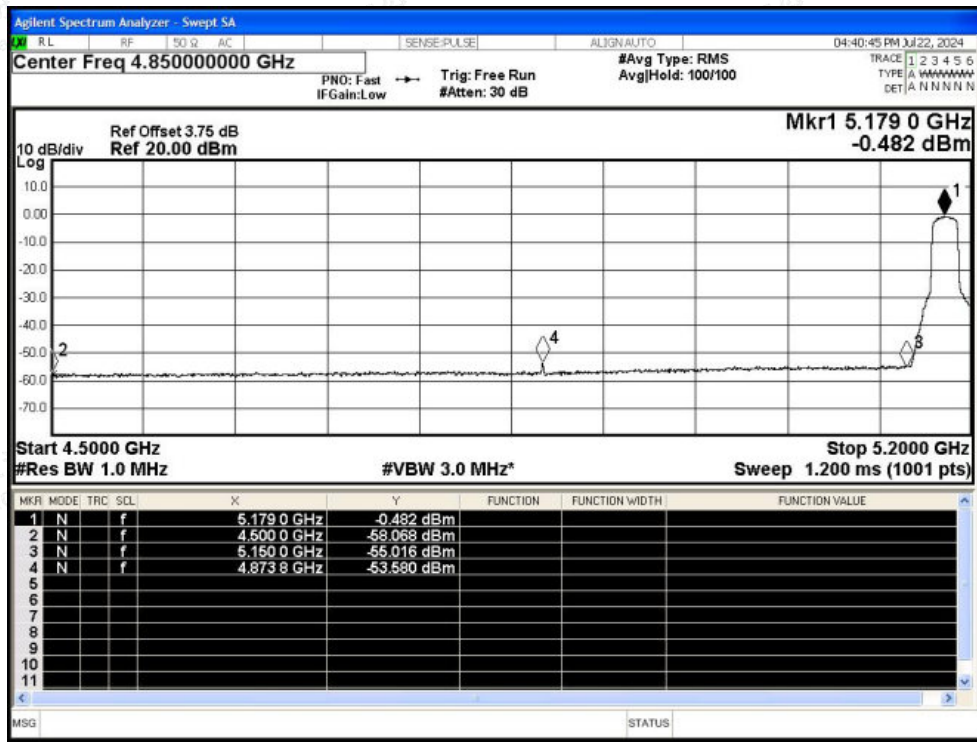 Agilent Spectrum Analyzer - Swept SA
LXI RL RF 50 Ω AC SENSE:PULSE ALIGNAUTO 04:40:45 PM Jul 22, 2024
Center Freq 4.850000000 GHz
PNO: Fast
IFGain:Low
Trig: Free Run
#Atten: 30 dB
#Avg Type: RMS
Avg|Hold: 100/100
TRACE 1 2 3 4 5 6
TYPE A WWWWW
DET A N N N N N
Mkr1 5.179 0 GHz
-0.482 dBm
Ref Offset 3.75 dB
10 dB/div Ref 20.00 dBm
Log
10.0
0.00
-10.0
-20.0
-30.0
-40.0
-50.0
-60.0
-70.0
1
2
4
3
Start 4.5000 GHz Stop 5.2000 GHz
#Res BW 1.0 MHz #VBW 3.0 MHz* Sweep 1.200 ms (1001 pts)
MKR MODE TRC SCL X Y FUNCTION FUNCTION WIDTH FUNCTION VALUE
1 N f 5.179 0 GHz -0.482 dBm
2 N f 4.500 0 GHz -58.068 dBm
3 N f 5.150 0 GHz -55.016 dBm
4 N f 4.873 8 GHz -53.580 dBm
5
6
7
8
9
10
11
MSG STATUS